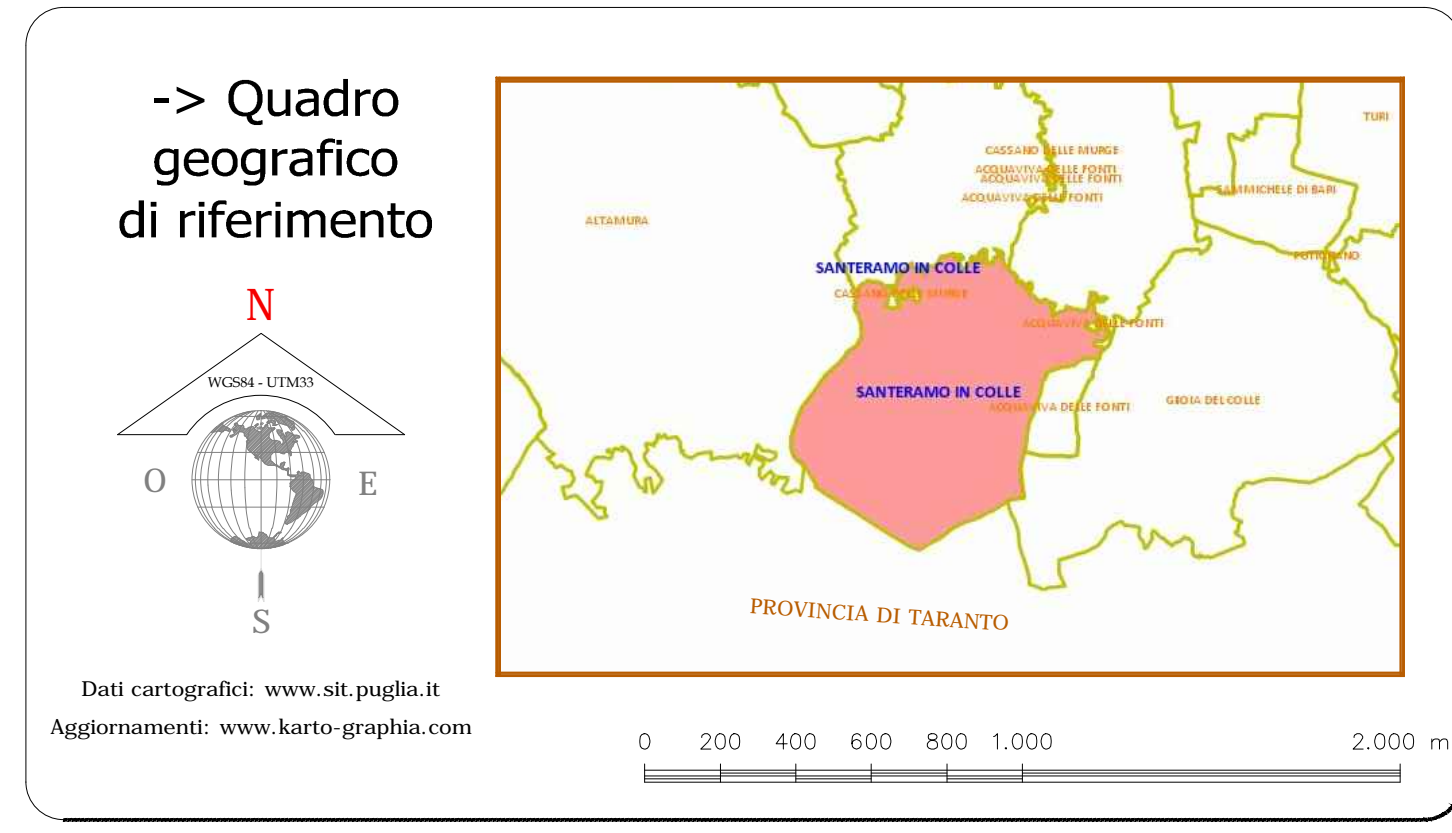 -> Quadro
geografico
di riferimento
N
WGS84 - UTM33
O
E
S
Dati cartografici: www.sit.puglia.it
Aggiornamenti: www.karto-graphia.com
TURI
CASSANO DELLE MURGE
ACQUAVIVA DELLE FONTI
ACQUAVIVA DELLE FONTI
SAMMICHELE DI BARI
ACQUAVIVA DELLE FONTI
ALTAMURA
PUTIGNANO
SANTERAMO IN COLLE
CASSANO DELLE MURGE
ACQUAVIVA DELLE FONTI
SANTERAMO IN COLLE
GIOIA DEL COLLE
ACQUAVIVA DELLE FONTI
PROVINCIA DI TARANTO
0 200 400 600 800 1.000 2.000 m